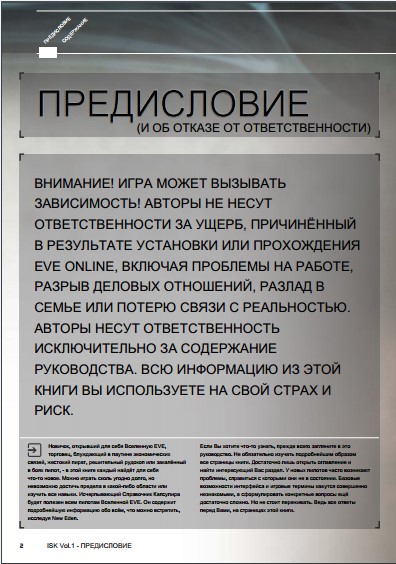 ПРЕДИСЛОВИЕ
СОДЕРЖАНИЕ
ПРЕДИСЛОВИЕ
(И ОБ ОТКАЗЕ ОТ ОТВЕТСТВЕННОСТИ)
ВНИМАНИЕ! ИГРА МОЖЕТ ВЫЗЫВАТЬ
ЗАВИСИМОСТЬ! АВТОРЫ НЕ НЕСУТ
ОТВЕТСТВЕННОСТИ ЗА УЩЕРБ, ПРИЧИНЁННЫЙ
В РЕЗУЛЬТАТЕ УСТАНОВКИ ИЛИ ПРОХОЖДЕНИЯ
EVE ONLINE, ВКЛЮЧАЯ ПРОБЛЕМЫ НА РАБОТЕ,
РАЗРЫВ ДЕЛОВЫХ ОТНОШЕНИЙ, РАЗЛАД В
СЕМЬЕ ИЛИ ПОТЕРЮ СВЯЗИ С РЕАЛЬНОСТЬЮ.
АВТОРЫ НЕСУТ ОТВЕТСТВЕННОСТЬ
ИСКЛЮЧИТЕЛЬНО ЗА СОДЕРЖАНИЕ
РУКОВОДСТВА. ВСЮ ИНФОРМАЦИЮ ИЗ ЭТОЙ
КНИГИ ВЫ ИСПОЛЬЗУЕТЕ НА СВОЙ СТРАХ И
РИСК.
Новичок, открывший для себя Вселенную EVE,
торговец, блуждающий в паутине экономических
связей, жестокий пират, решительный рудокоп или закалённый
в боях пилот, - в этой книге каждый найдёт для себя
что-то новое. Можно играть сколь угодно долго, но
невозможно достичь предела в какой-либо области или
изучить все навыки. Исчерпывающий Справочник Капсулира
будет полезен всем пилотам Вселенной EVE. Он содержит
подробнейшую информацию обо всём, что можно встретить,
исследуя New Eden.
Если Вы хотите что-то узнать, прежде всего загляните в это
руководство. Не обязательно изучать подробнейшим образом
все страницы книги. Достаточно лишь открыть оглавление и
найти интересующий Вас раздел. У новых пилотов часто возникают
проблемы, справиться с которыми они не в состоянии. Базовые
возможности интерфейса и игровые термины кажутся совершенно
незнакомыми, а сформулировать конкретные вопросы ещё
достаточно сложно. Но не стоит переживать. Ведь все ответы
перед Вами, на страницах этой книги.
2 ISK Vol.1 - ПРЕДИСЛОВИЕ